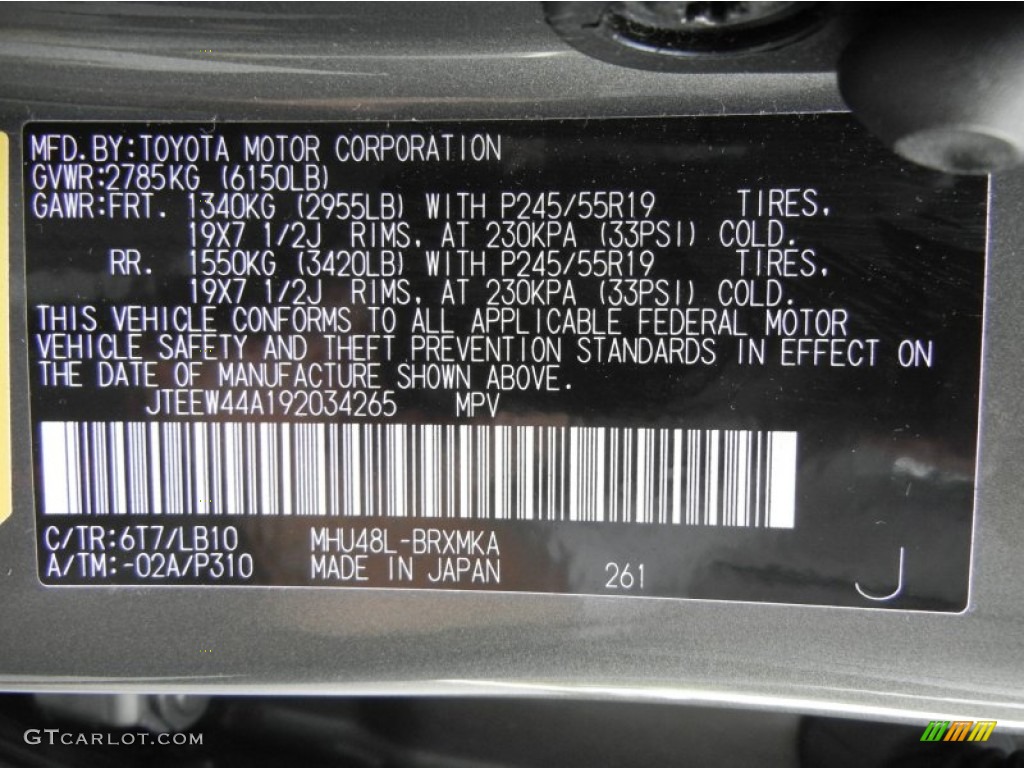 MFD.BY:TOYOTA MOTOR CORPORATION
GVWR:2785KG (6150LB)
GAWR:FRT. 1340KG (2955LB) WITH P245/55R19 TIRES,
19X7 1/2J RIMS, AT 230KPA (33PSI) COLD.
RR. 1550KG (3420LB) WITH P245/55R19 TIRES,
19X7 1/2J RIMS, AT 230KPA (33PSI) COLD.
THIS VEHICLE CONFORMS TO ALL APPLICABLE FEDERAL MOTOR
VEHICLE SAFETY AND THEFT PREVENTION STANDARDS IN EFFECT ON
THE DATE OF MANUFACTURE SHOWN ABOVE.
JTEEW44A192034265 MPV
C/TR:6T7/LB10 MHU48L-BRXMKA
A/TM:-02A/P310 MADE IN JAPAN 261 J
GTCARLOT.COM